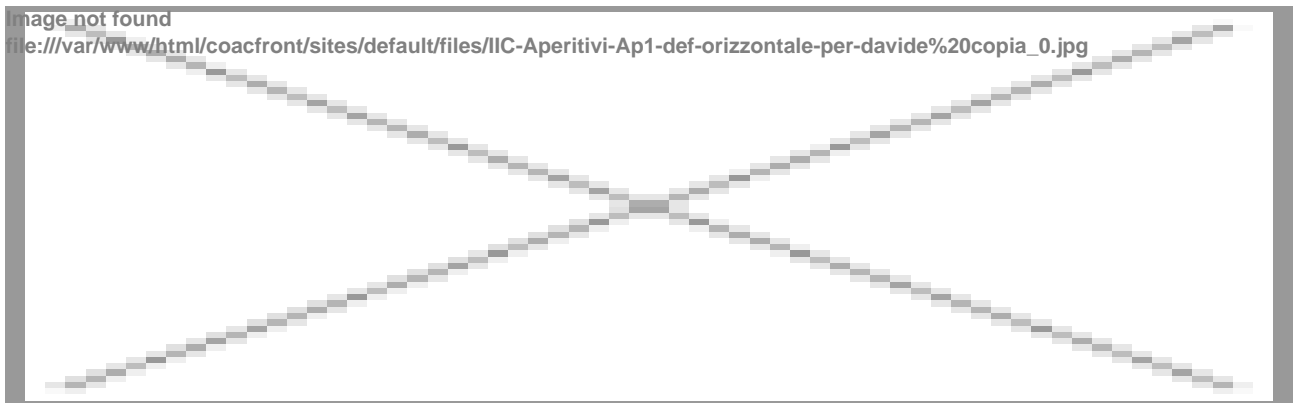 Image not found
file:///var/www/html/coacfront/sites/default/files/IIC-Aperitivi-Ap1-def-orizzontale-per-davide%20copia_0.jpg